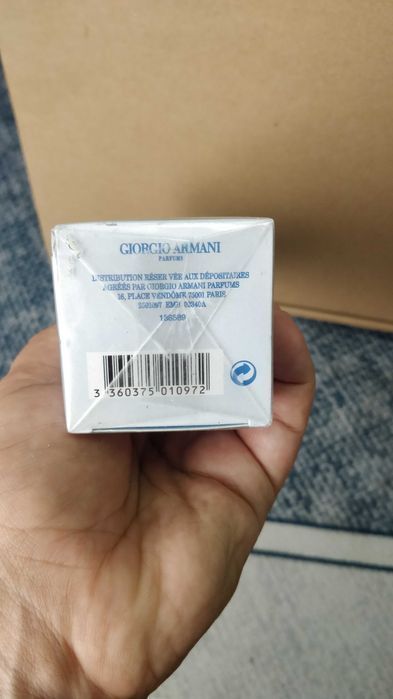 GIORGIO ARMANI
PARFUMS
DISTRIBUTION RÉSERVÉE AUX DÉPOSITAIRES
AGRÉÉS PAR GIORGIO ARMANI PARFUMS
16, PLACE VENDÔME 75001 PARIS
3 360375 010972